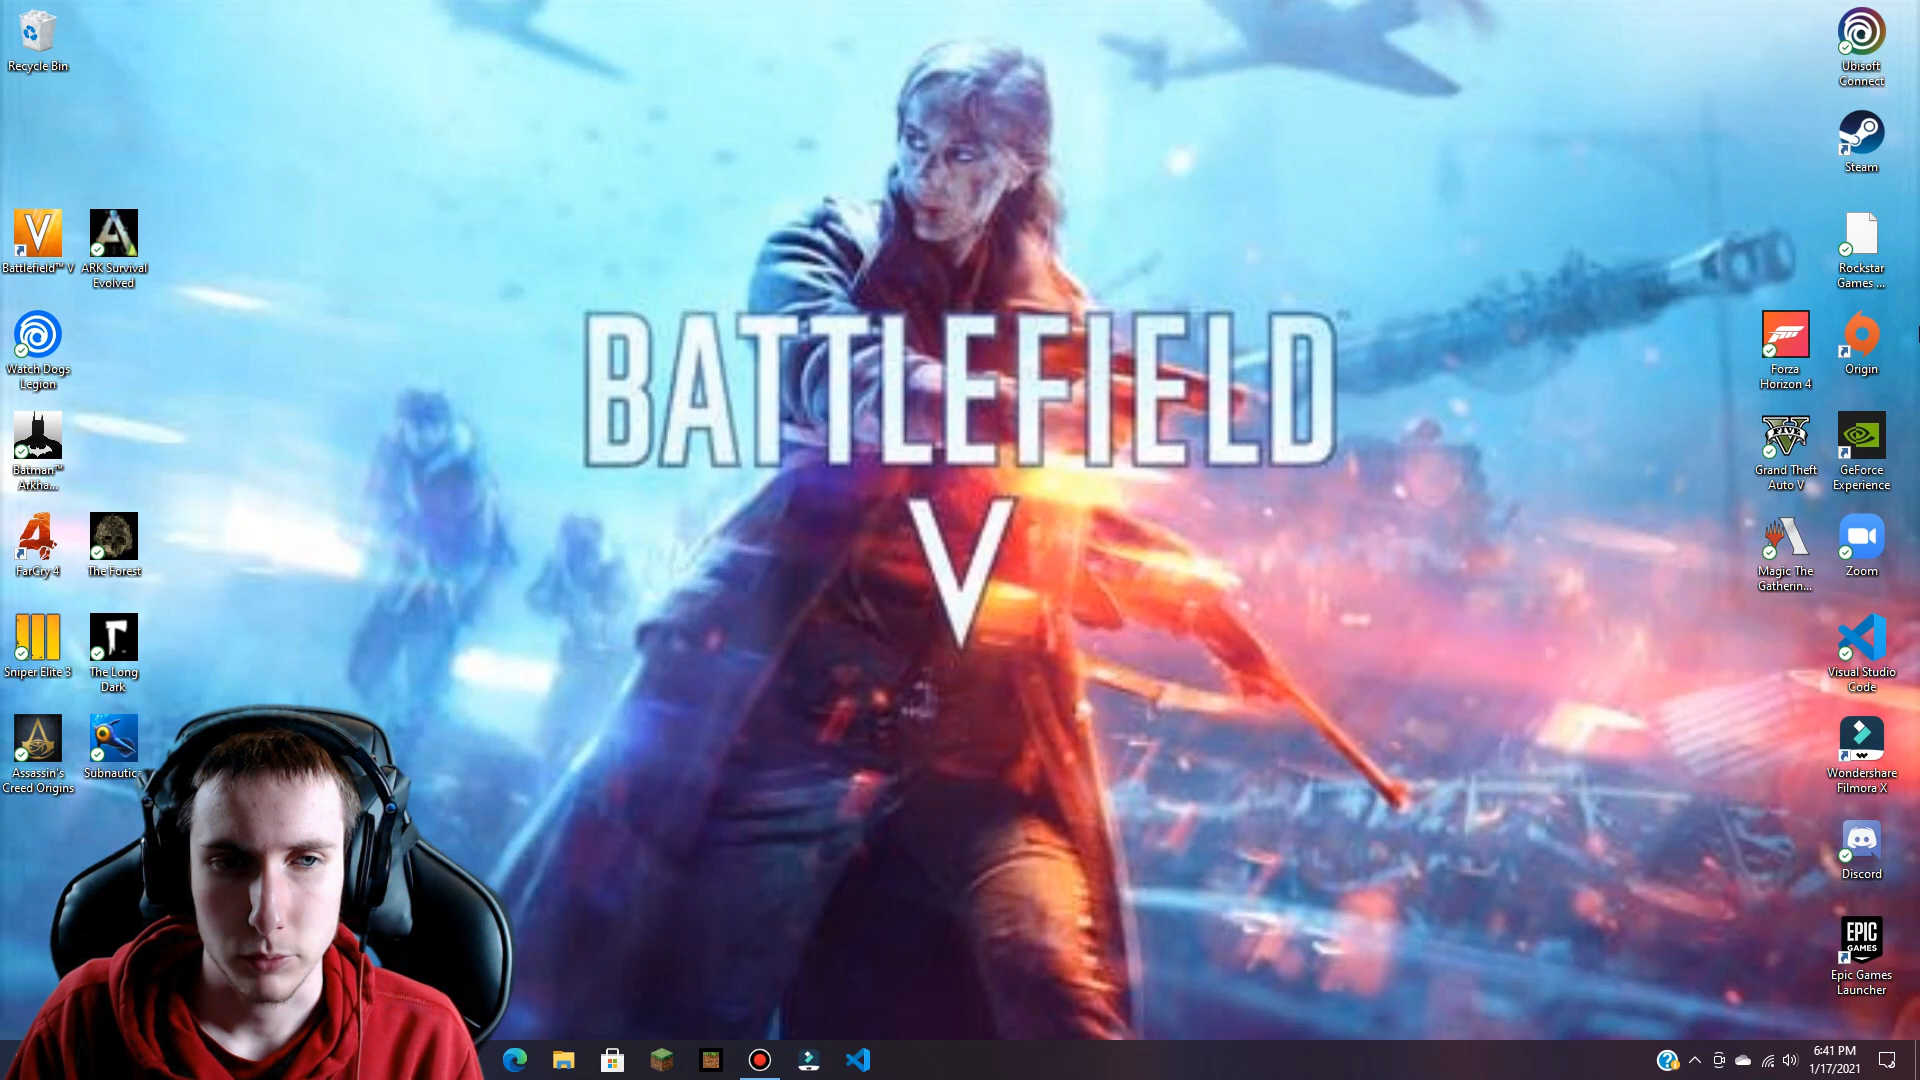 Recycle Bin
Battlefield™ V
ARK Survival
Evolved
Watch Dogs
Legion
Batman™
Arkha...
FarCry 4
The Forest
Sniper Elite 3
The Long
Dark
Assassin's
Creed Origins
Subnautic
BATTLEFIELD™
V
Ubisoft
Connect
Steam
Rockstar
Games ...
Forza
Horizon 4
Origin
FIVE
Grand Theft
Auto V
GeForce
Experience
Magic The
Gatherin...
Zoom
Visual Studio
Code
Wondershare
Filmora X
Discord
EPIC
GAMES
Epic Games
Launcher
6:41 PM
1/17/2021